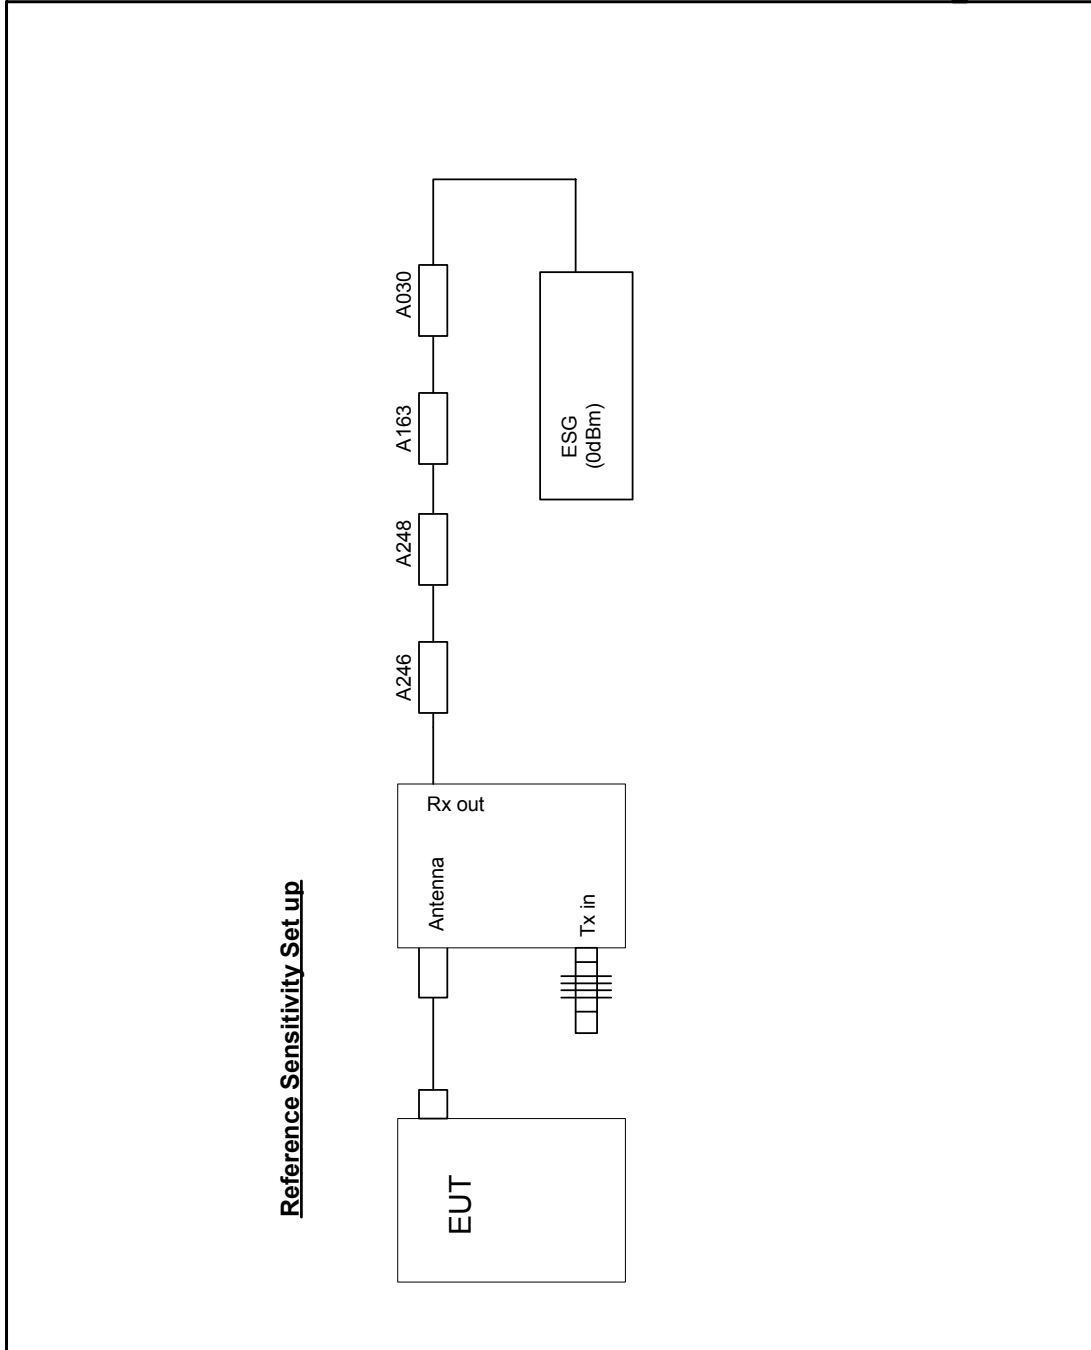 Reference Sensitivity Set up
EUT
Antenna
Tx in
Rx out
A246
A248
A163
A030
ESG
(0dBm)